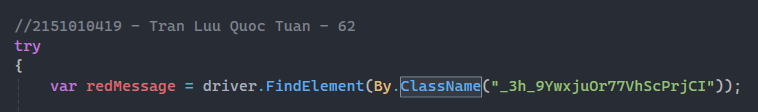 //2151010419 - Tran Luu Quoc Tuan - 62
try
{
var redMessage = driver.FindElement(By.ClassName("_3h_9YwxjuOr77VhScPrjCI"));